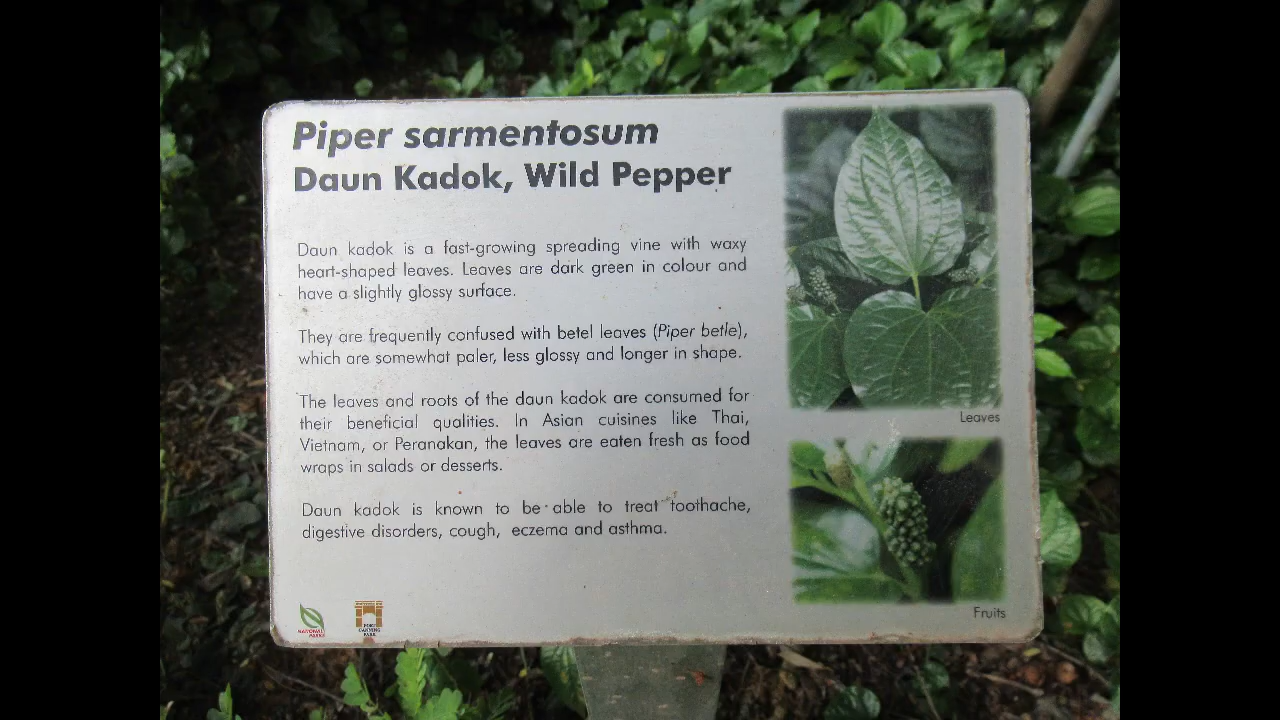 Piper sarmentosum
Daun Kadok, Wild Pepper
Daun kadok is a fast-growing spreading vine with waxy
heart-shaped leaves. Leaves are dark green in colour and
have a slightly glossy surface.
They are frequently confused with betel leaves (Piper betle),
which are somewhat paler, less glossy and longer in shape.
The leaves and roots of the daun kadok are consumed for
their beneficial qualities. In Asian cuisines like Thai,
Vietnam, or Peranakan, the leaves are eaten fresh as food
wraps in salads or desserts.
Daun kadok is known to be able to treat toothache,
digestive disorders, cough, eczema and asthma.
Leaves
Fruits
NATIONAL
PARKS
FORT
CANNING
PARK